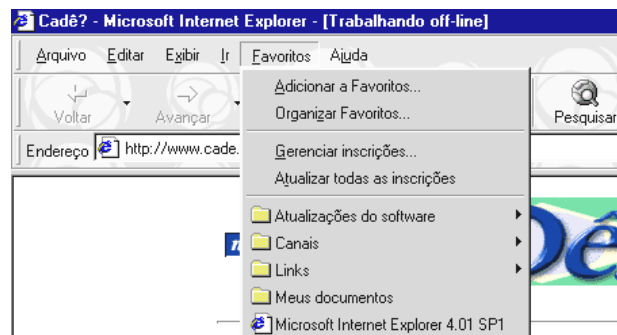 Cadê? - Microsoft Internet Explorer - [Trabalhando off-line]
Arquivo Editar Exibir Ir Favoritos Ajuda
Voltar Avançar Pesquisar
Endereço http://www.cade.
Adicionar a Favoritos...
Organizar Favoritos...
Gerenciar inscrições...
Atualizar todas as inscrições
Atualizações do software
Canais
Links
Meus documentos
Microsoft Internet Explorer 4.01 SP1